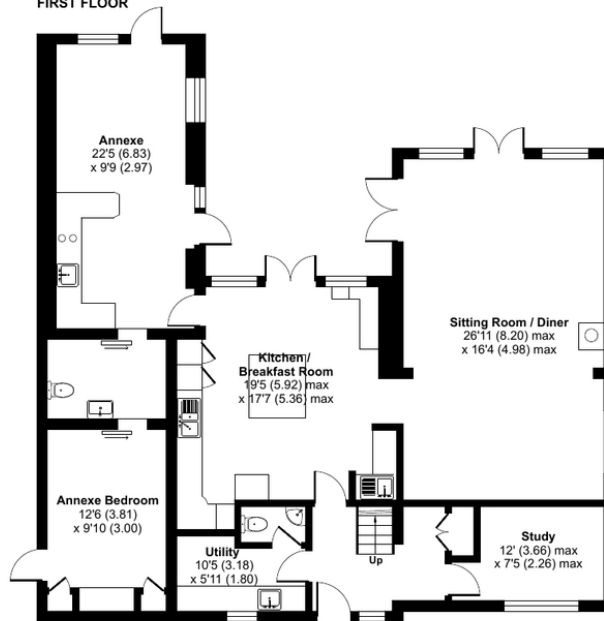 FIRST FLOOR
Annexe
22'5 (6.83)
x 9'9 (2.97)
Sitting Room / Diner
26'11 (8.20) max
x 16'4 (4.98) max
Kitchen /
Breakfast Room
19'5 (5.92) max
x 17'7 (5.36) max
Annexe Bedroom
12'6 (3.81)
x 9'10 (3.00)
Utility
10'5 (3.18)
x 5'11 (1.80)
Up
Study
12' (3.66) max
x 7'5 (2.26) max